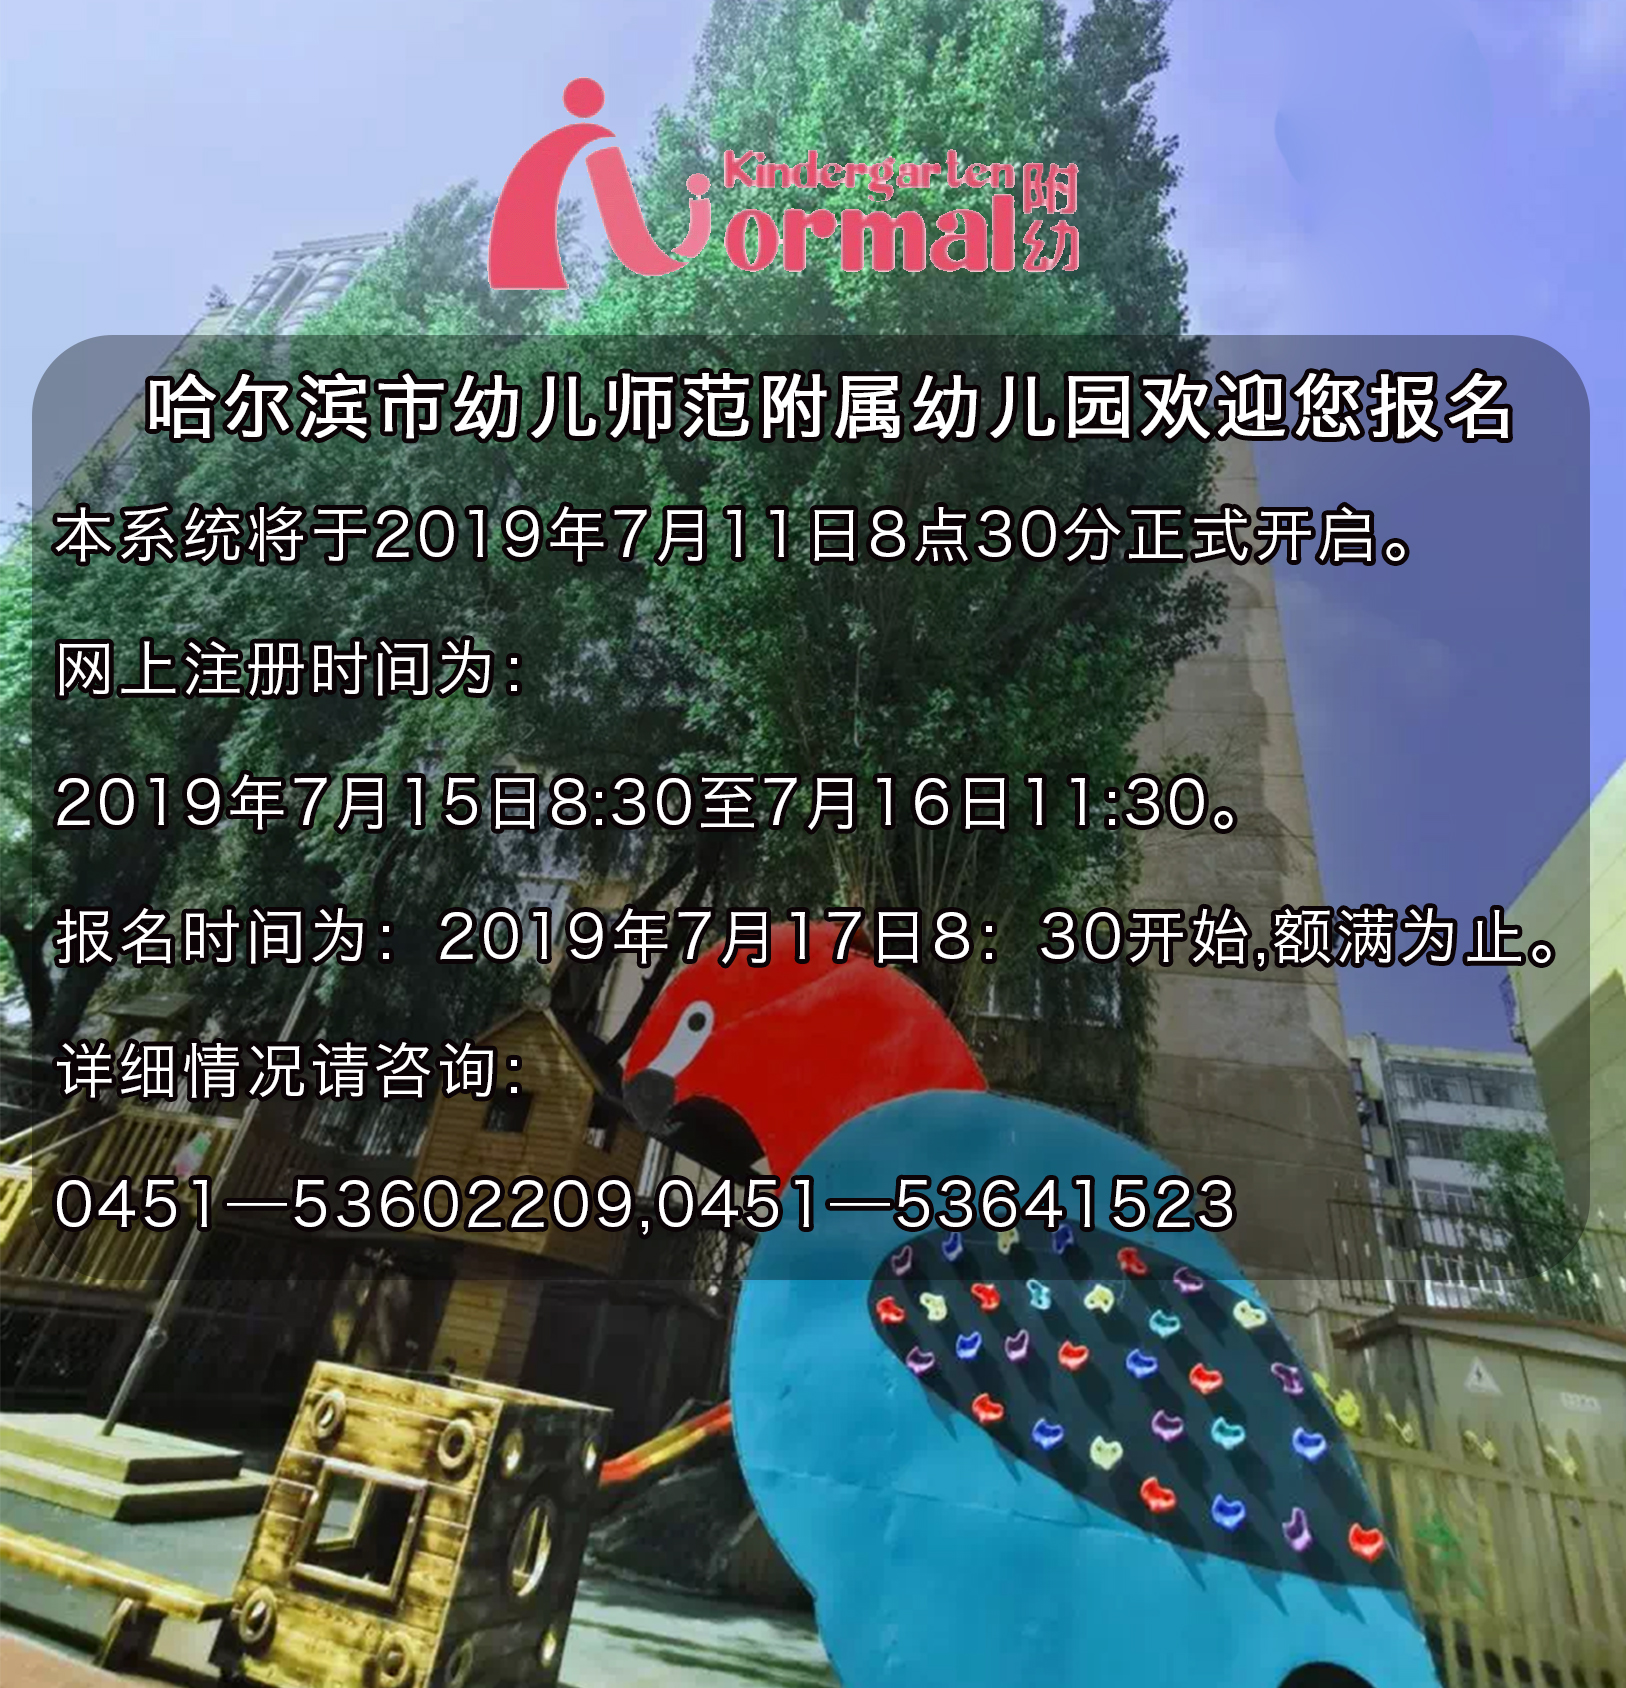 Kindergarten
Normal
附幼
哈尔滨市幼儿师范附属幼儿园欢迎您报名
本系统将于2019年7月11日8点30分正式开启。
网上注册时间为：
2019年7月15日8:30至7月16日11:30。
报名时间为：2019年7月17日8：30开始,额满为止。
详细情况请咨询：
0451—53602209,0451—53641523